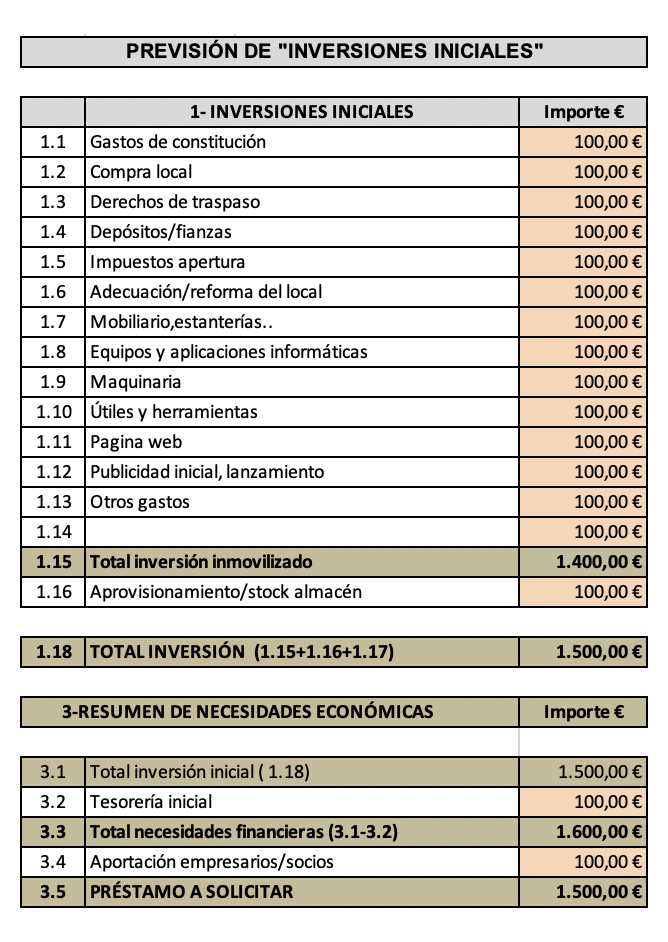 PREVISIÓN DE "INVERSIONES INICIALES"
1- INVERSIONES INICIALES Importe €
1.1 Gastos de constitución 100,00 €
1.2 Compra local 100,00 €
1.3 Derechos de traspaso 100,00 €
1.4 Depósitos/fianzas 100,00 €
1.5 Impuestos apertura 100,00 €
1.6 Adecuación/reforma del local 100,00 €
1.7 Mobiliario,estanterías.. 100,00 €
1.8 Equipos y aplicaciones informáticas 100,00 €
1.9 Maquinaria 100,00 €
1.10 Útiles y herramientas 100,00 €
1.11 Pagina web 100,00 €
1.12 Publicidad inicial, lanzamiento 100,00 €
1.13 Otros gastos 100,00 €
1.14 100,00 €
1.15 Total inversión inmovilizado 1.400,00 €
1.16 Aprovisionamiento/stock almacén 100,00 €
1.18 TOTAL INVERSIÓN (1.15+1.16+1.17) 1.500,00 €
3-RESUMEN DE NECESIDADES ECONÓMICAS Importe €
3.1 Total inversión inicial ( 1.18) 1.500,00 €
3.2 Tesorería inicial 100,00 €
3.3 Total necesidades financieras (3.1-3.2) 1.600,00 €
3.4 Aportación empresarios/socios 100,00 €
3.5 PRÉSTAMO A SOLICITAR 1.500,00 €